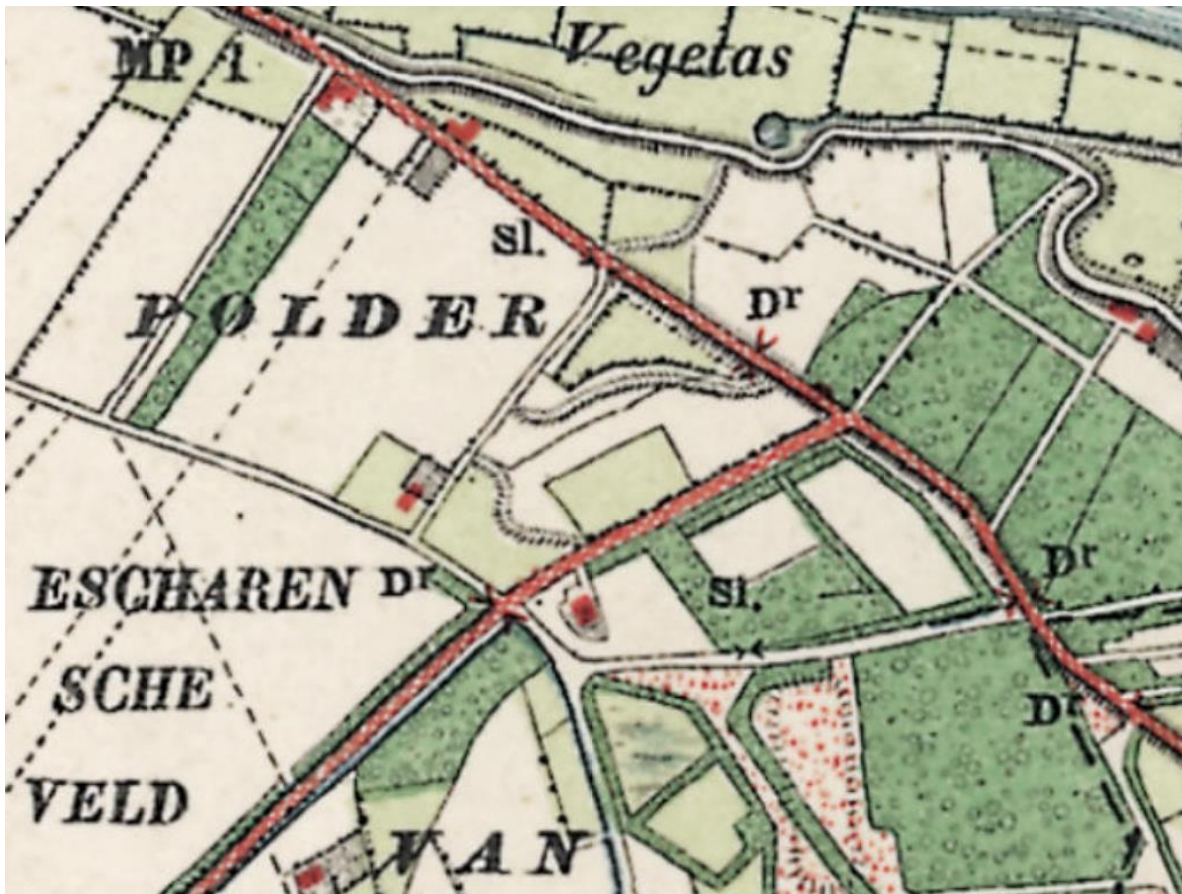 Vegetas
MP 1
Sl.
Dr
POLDER
Dr
ESCHAREN
Dr
Sl.
SCHE
Dr
VELD
VAN